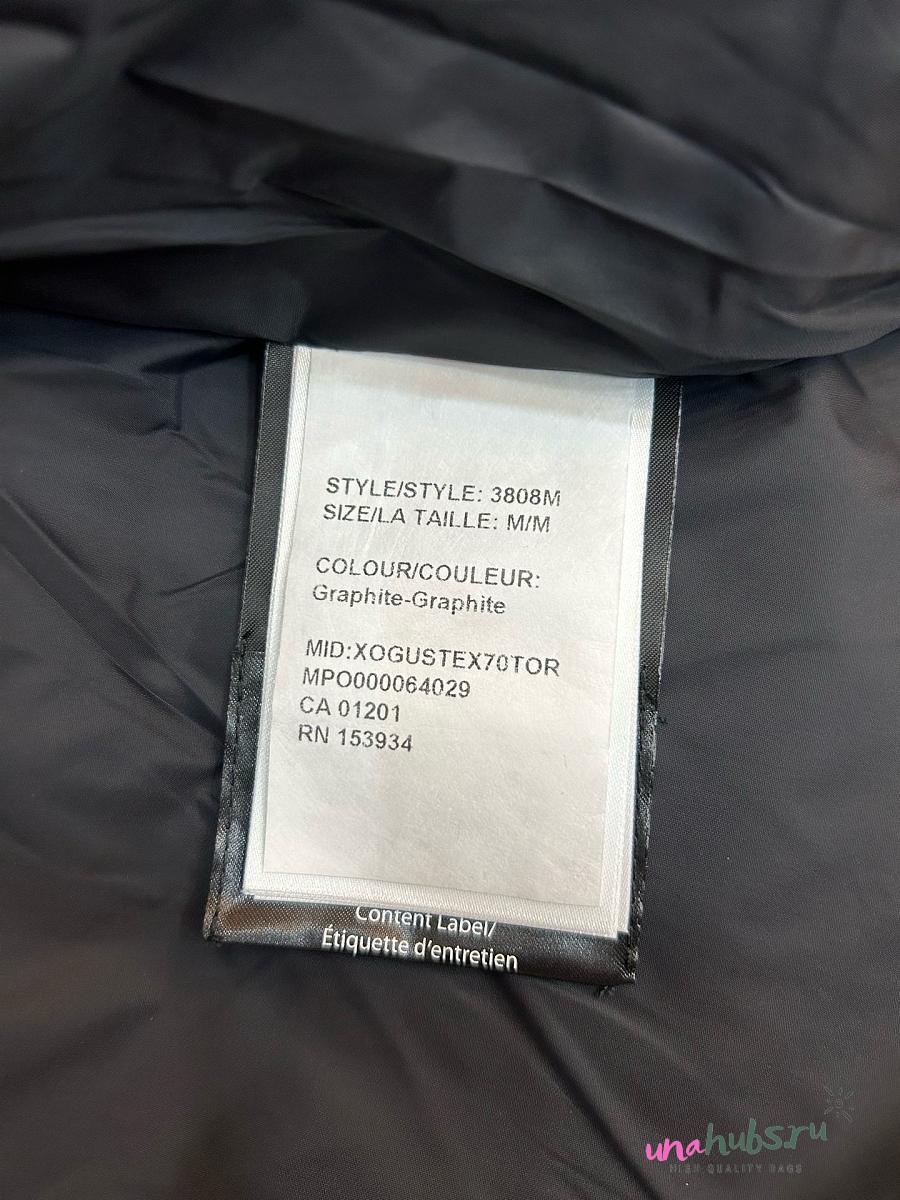 STYLE/STYLE: 3808M
SIZE/LA TAILLE: M/M
COLOUR/COULEUR:
Graphite-Graphite
MID:XOGUSTEX70TOR
MPO000064029
CA 01201
RN 153934
Content Label/
Étiquette d'entretien
unahubs.ru
HIGH QUALITY BAGS